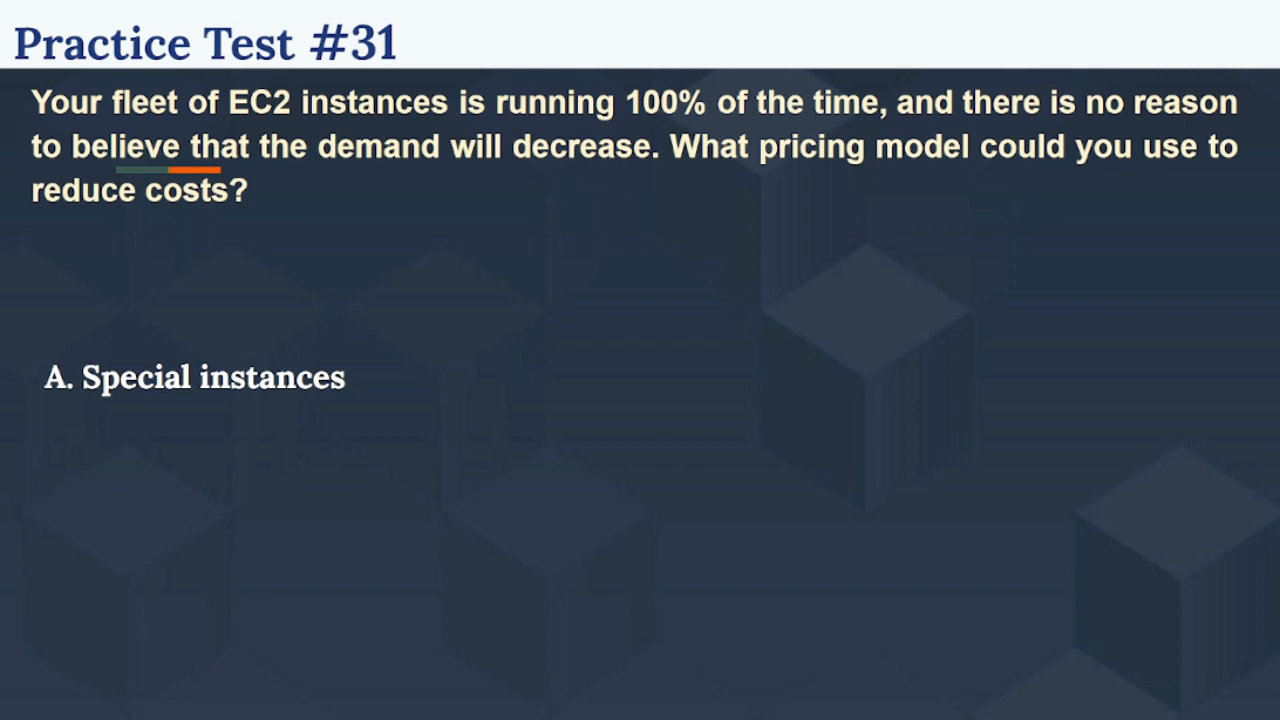 Practice Test #31
Your fleet of EC2 instances is running 100% of the time, and there is no reason
to believe that the demand will decrease. What pricing model could you use to
reduce costs?
A. Special instances